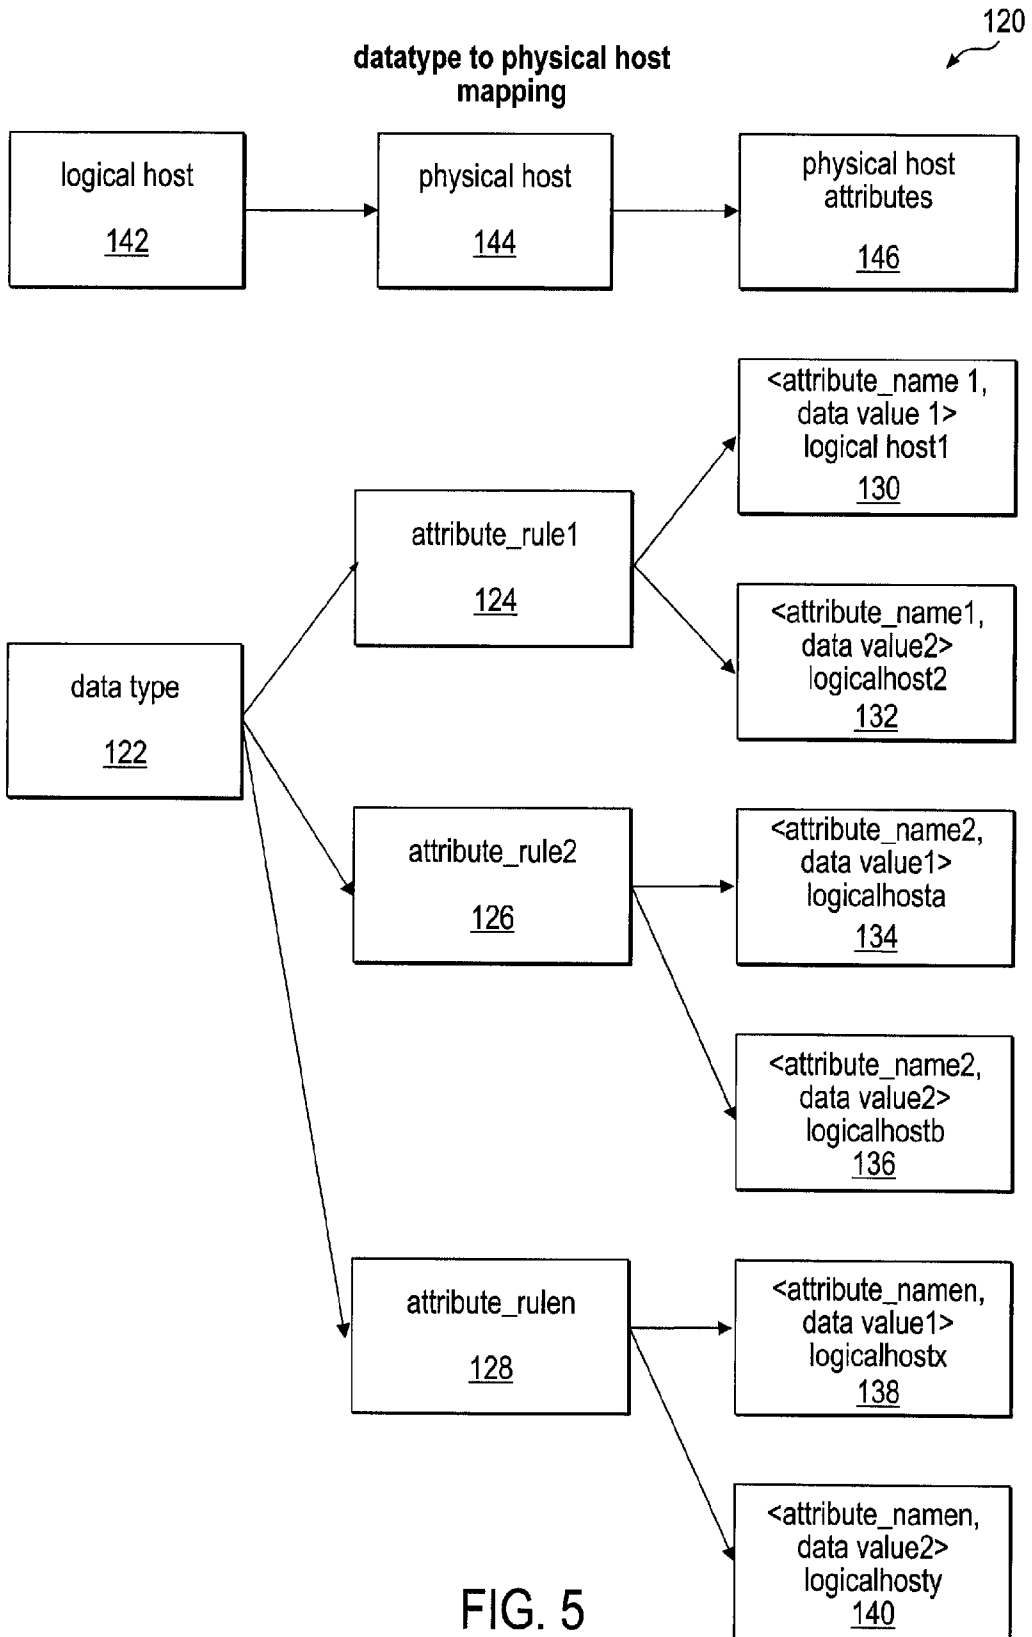 120
datatype to physical host
mapping
logical host
142
physical host
144
physical host
attributes
146
<attribute_name 1,
data value 1>
logical host1
130
attribute_rule1
124
<attribute_name1,
data value2>
logicalhost2
132
data type
122
attribute_rule2
126
<attribute_name2,
data value1>
logicalhosta
134
<attribute_name2,
data value2>
logicalhostb
136
attribute_rulen
128
<attribute_namen,
data value1>
logicalhostx
138
<attribute_namen,
data value2>
logicalhosty
140
FIG. 5